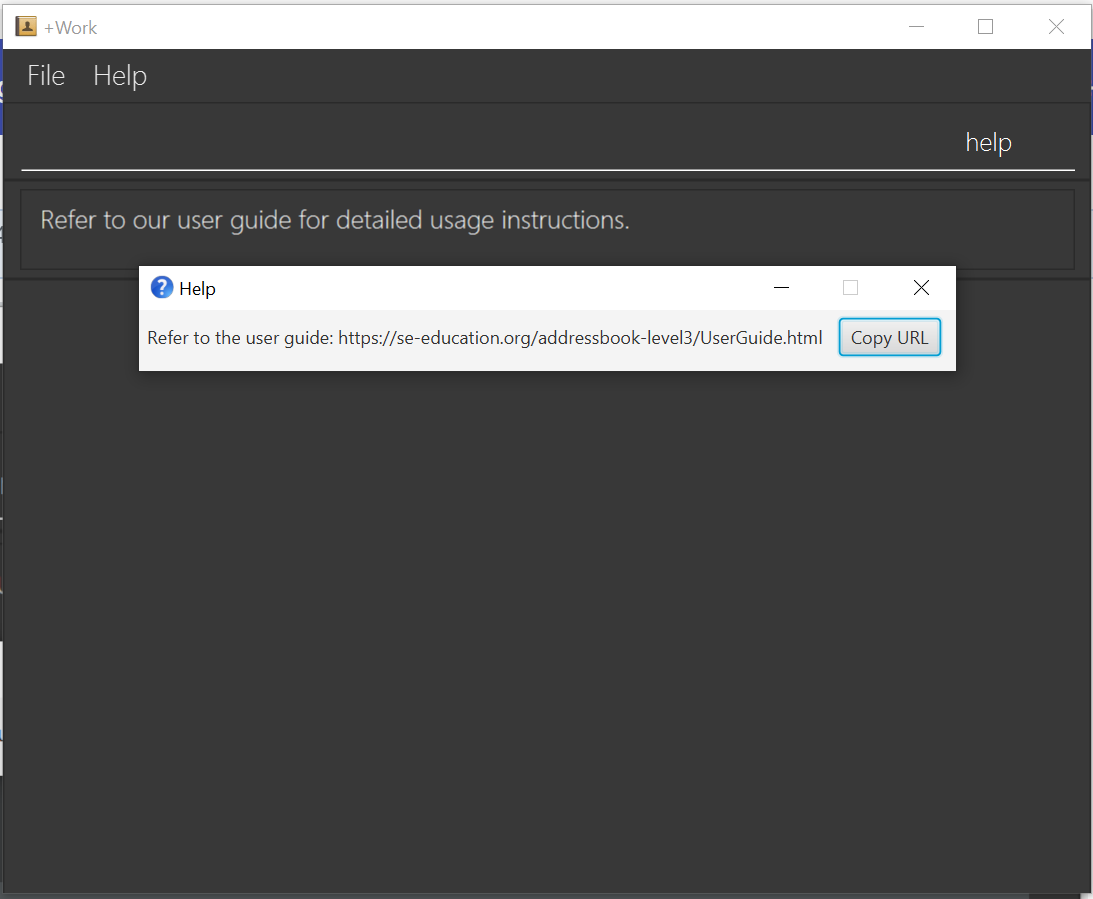 +Work
File Help
help
Refer to our user guide for detailed usage instructions.
Help
Refer to the user guide: https://se-education.org/addressbook-level3/UserGuide.html Copy URL